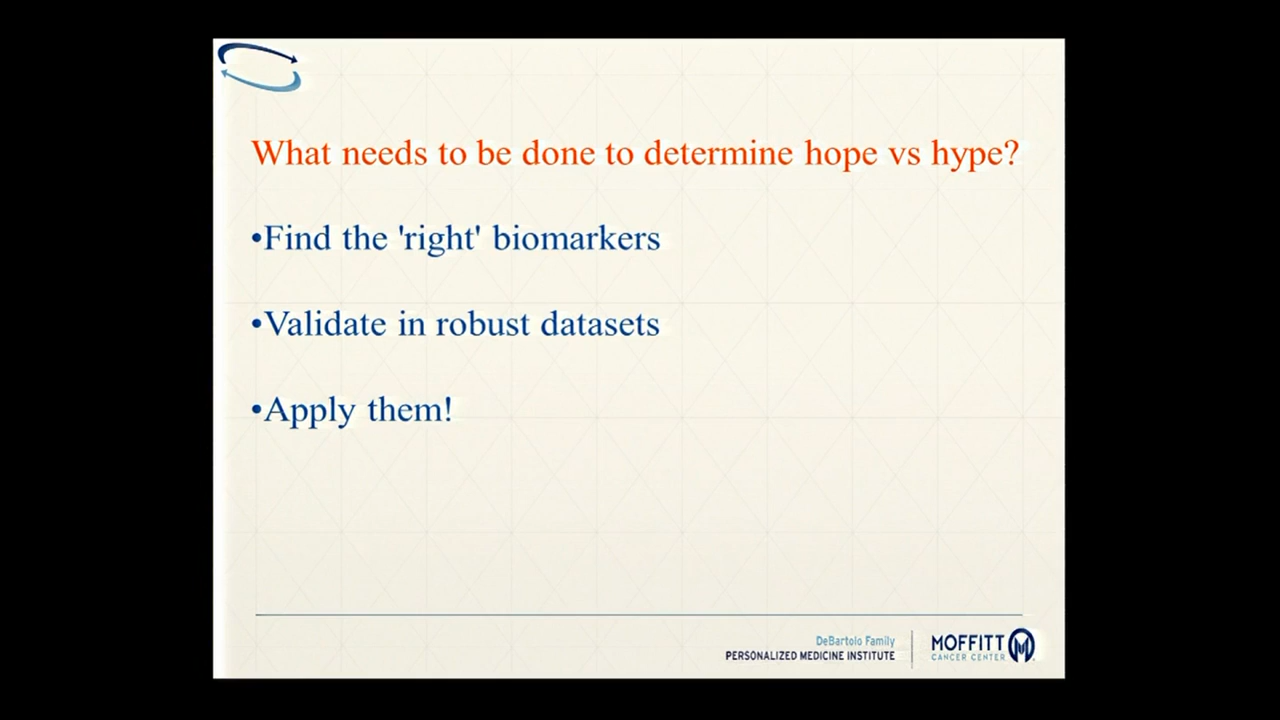 What needs to be done to determine hope vs hype?
•Find the 'right' biomarkers
•Validate in robust datasets
•Apply them!
DeBartolo Family
PERSONALIZED MEDICINE INSTITUTE
MOFFITT
CANCER CENTER